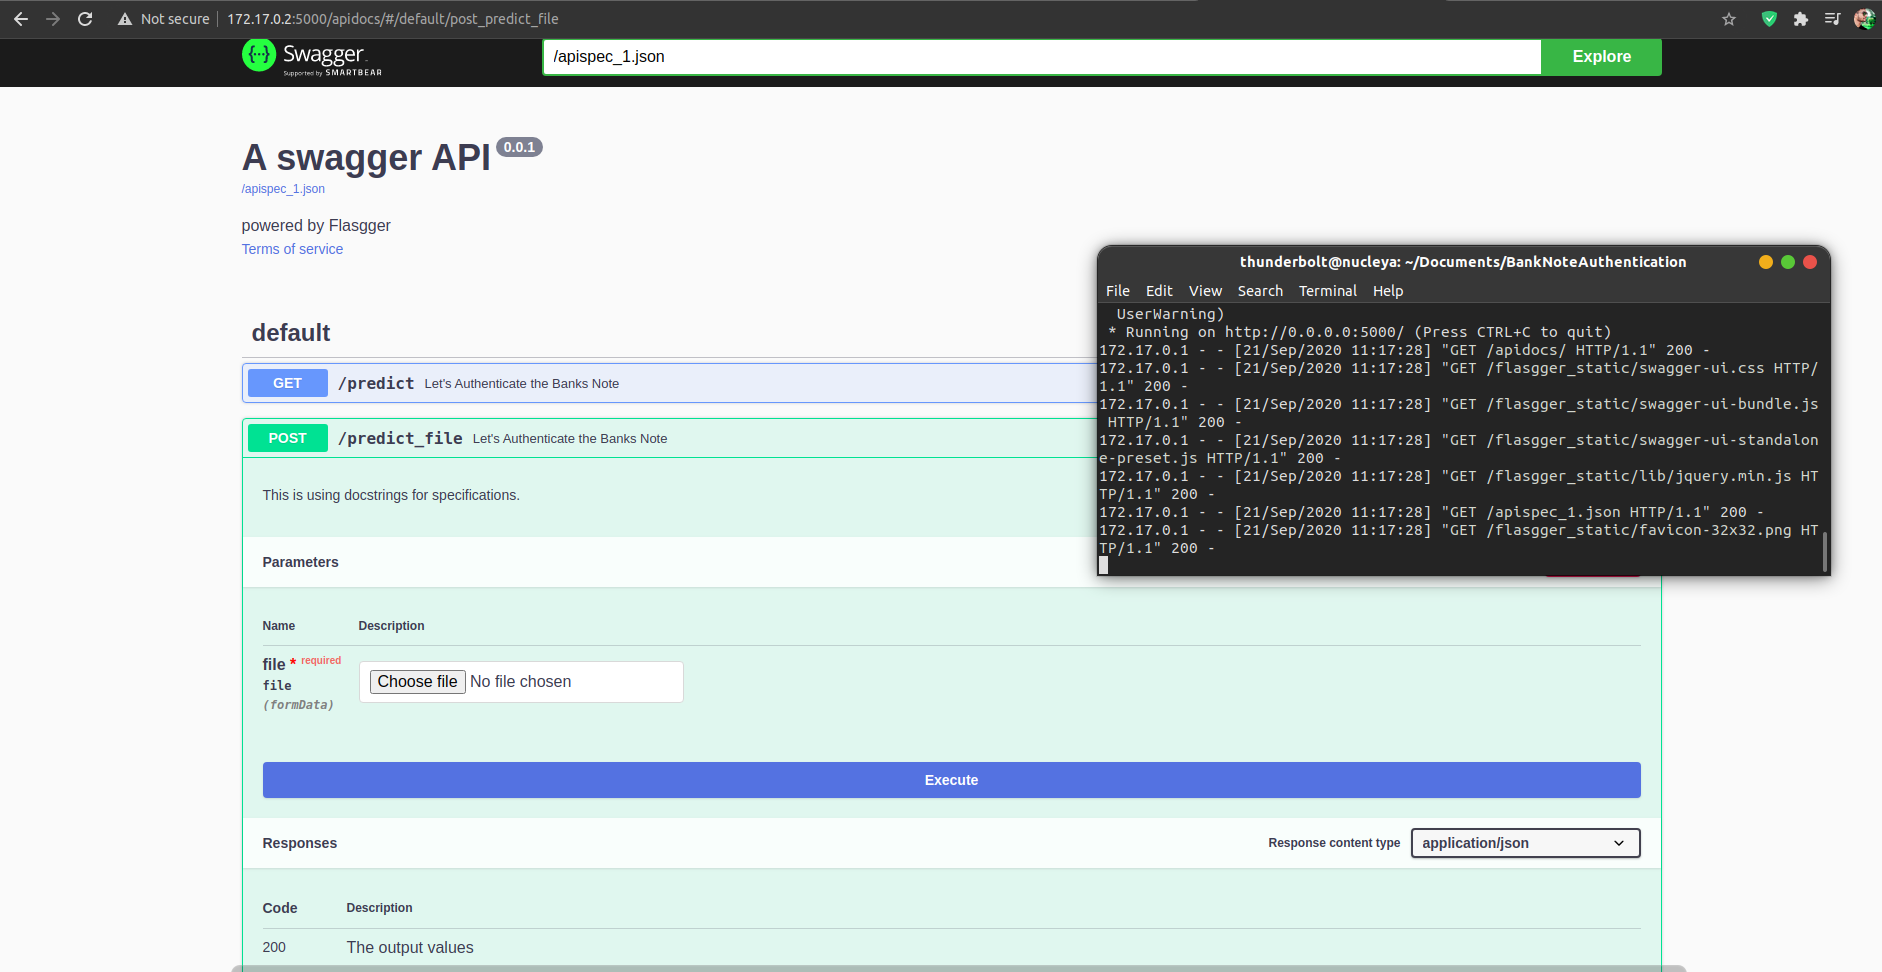 Not secure
172.17.0.2:5000/apidocs/#/default/post_predict_file
{···} Swagger
Supported by SMARTBEAR
/apispec_1.json
Explore
A swagger API 0.0.1
/apispec_1.json
powered by Flasgger
Terms of service
default
GET /predict Let's Authenticate the Banks Note
POST /predict_file Let's Authenticate the Banks Note
This is using docstrings for specifications.
Parameters
Name Description
file * required
file
(formData)
Choose file No file chosen
Execute
Responses
Response content type application/json
Code Description
200 The output values
thunderbolt@nucleya: ~/Documents/BankNoteAuthentication
File Edit View Search Terminal Help
UserWarning)
* Running on http://0.0.0.0:5000/ (Press CTRL+C to quit)
172.17.0.1 - - [21/Sep/2020 11:17:28] "GET /apidocs/ HTTP/1.1" 200 -
172.17.0.1 - - [21/Sep/2020 11:17:28] "GET /flasgger_static/swagger-ui.css HTTP/
1.1" 200 -
172.17.0.1 - - [21/Sep/2020 11:17:28] "GET /flasgger_static/swagger-ui-bundle.js
HTTP/1.1" 200 -
172.17.0.1 - - [21/Sep/2020 11:17:28] "GET /flasgger_static/swagger-ui-standalon
e-preset.js HTTP/1.1" 200 -
172.17.0.1 - - [21/Sep/2020 11:17:28] "GET /flasgger_static/lib/jquery.min.js HT
TP/1.1" 200 -
172.17.0.1 - - [21/Sep/2020 11:17:28] "GET /apispec_1.json HTTP/1.1" 200 -
172.17.0.1 - - [21/Sep/2020 11:17:28] "GET /flasgger_static/favicon-32x32.png HT
TP/1.1" 200 -